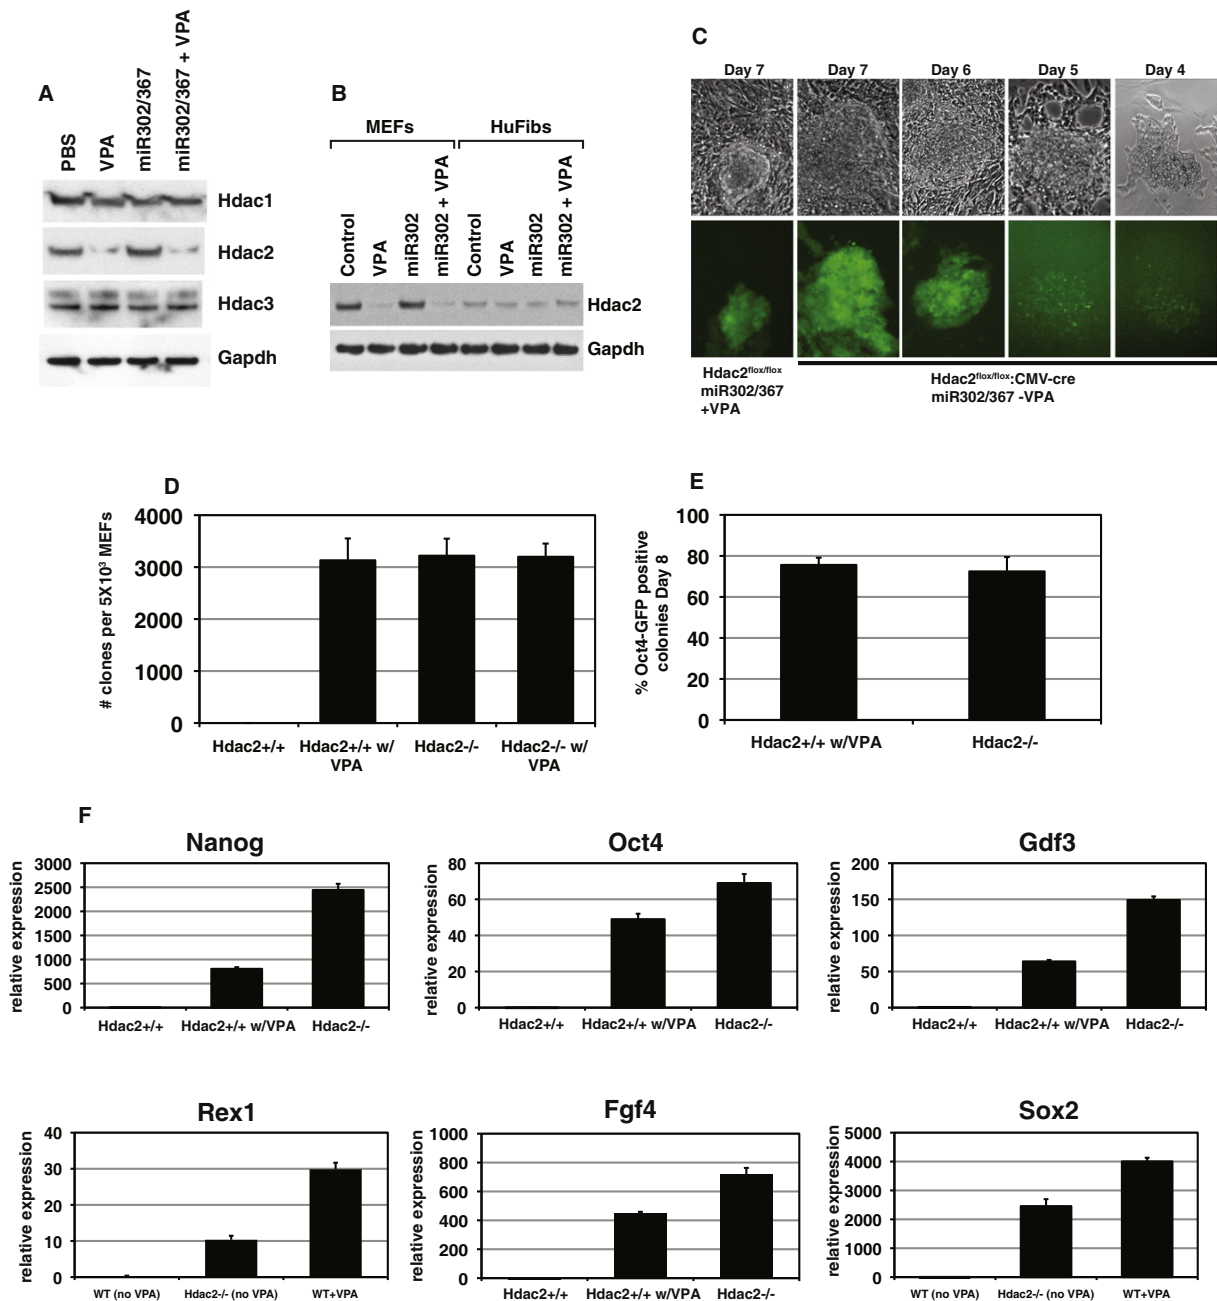 A
PBS
VPA
miR302/367
miR302/367 + VPA
Hdac1
Hdac2
Hdac3
Gapdh
B
MEFs
HuFibs
Control
VPA
miR302
miR302 + VPA
Control
VPA
miR302
miR302 + VPA
Hdac2
Gapdh
C
Day 7
Day 7
Day 6
Day 5
Day 4
Hdac2flox/flox
miR302/367
+VPA
Hdac2flox/flox:CMV-cre
miR302/367 -VPA
D
# clones per 5X10³ MEFs
4000
3000
2000
1000
0
Hdac2+/+
Hdac2+/+ w/
VPA
Hdac2-/-
Hdac2-/- w/
VPA
E
% Oct4-GFP positive
colonies Day 8
100
80
60
40
20
0
Hdac2+/+ w/VPA
Hdac2-/-
F
Nanog
relative expression
3000
2500
2000
1500
1000
500
0
Hdac2+/+
Hdac2+/+ w/VPA
Hdac2-/-
Oct4
relative expression
80
60
40
20
0
Hdac2+/+
Hdac2+/+ w/VPA
Hdac2-/-
Gdf3
relative expression
200
150
100
50
0
Hdac2+/+
Hdac2+/+ w/VPA
Hdac2-/-
Rex1
relative expression
40
30
20
10
0
WT (no VPA)
Hdac2-/- (no VPA)
WT+VPA
Fgf4
relative expression
1000
800
600
400
200
0
Hdac2+/+
Hdac2+/+ w/VPA
Hdac2-/-
Sox2
relative expression
5000
4000
3000
2000
1000
0
WT (no VPA)
Hdac2-/- (no VPA)
WT+VPA